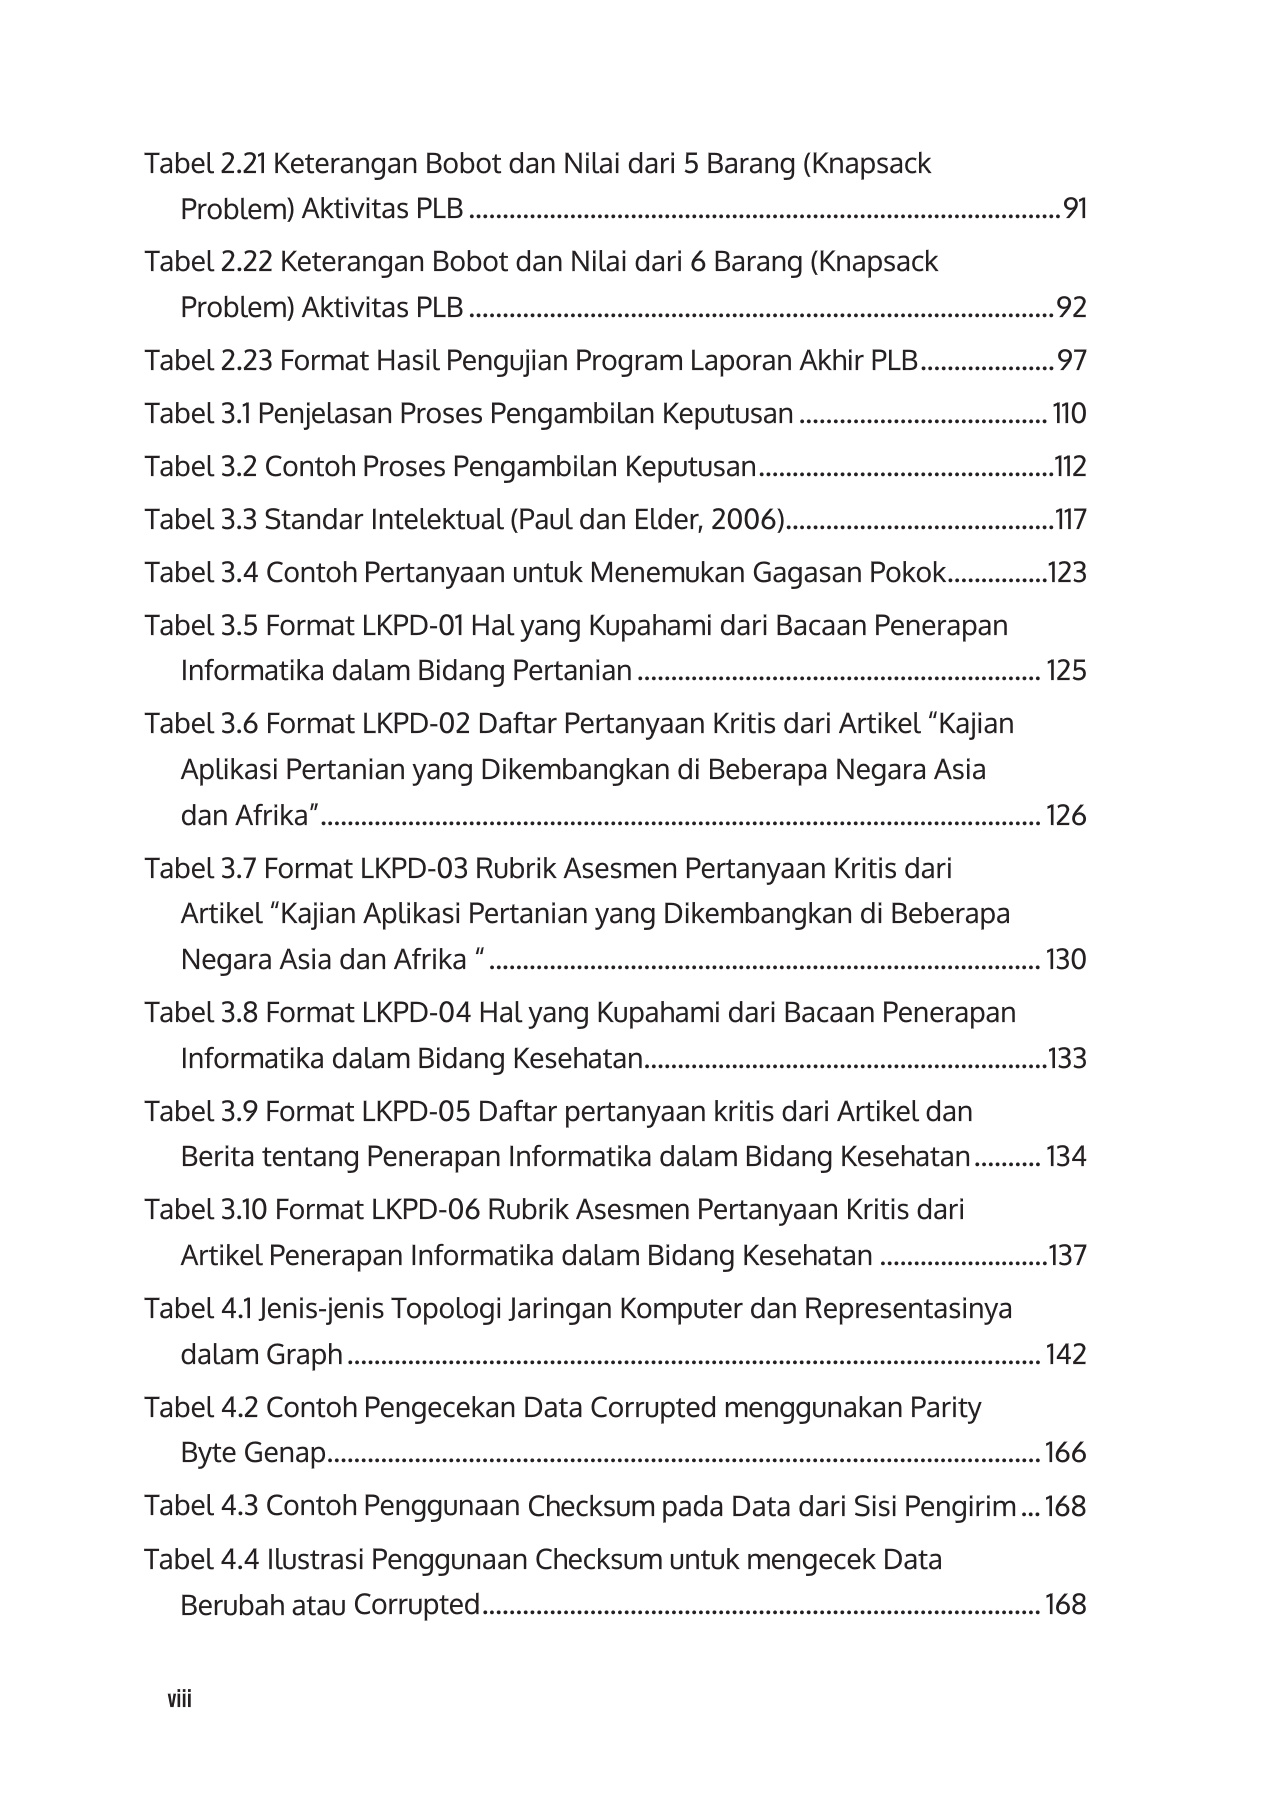 Tabel 2.21 Keterangan Bobot dan Nilai dari 5 Barang (Knapsack
Problem) Aktivitas PLB ........................................................................................91
Tabel 2.22 Keterangan Bobot dan Nilai dari 6 Barang (Knapsack
Problem) Aktivitas PLB .......................................................................................92
Tabel 2.23 Format Hasil Pengujian Program Laporan Akhir PLB....................97
Tabel 3.1 Penjelasan Proses Pengambilan Keputusan ..................................... 110
Tabel 3.2 Contoh Proses Pengambilan Keputusan............................................112
Tabel 3.3 Standar Intelektual (Paul dan Elder, 2006)........................................117
Tabel 3.4 Contoh Pertanyaan untuk Menemukan Gagasan Pokok...............123
Tabel 3.5 Format LKPD-01 Hal yang Kupahami dari Bacaan Penerapan
Informatika dalam Bidang Pertanian ............................................................ 125
Tabel 3.6 Format LKPD-02 Daftar Pertanyaan Kritis dari Artikel “Kajian
Aplikasi Pertanian yang Dikembangkan di Beberapa Negara Asia
dan Afrika”........................................................................................................... 126
Tabel 3.7 Format LKPD-03 Rubrik Asesmen Pertanyaan Kritis dari
Artikel “Kajian Aplikasi Pertanian yang Dikembangkan di Beberapa
Negara Asia dan Afrika “ .................................................................................. 130
Tabel 3.8 Format LKPD-04 Hal yang Kupahami dari Bacaan Penerapan
Informatika dalam Bidang Kesehatan............................................................133
Tabel 3.9 Format LKPD-05 Daftar pertanyaan kritis dari Artikel dan
Berita tentang Penerapan Informatika dalam Bidang Kesehatan.......... 134
Tabel 3.10 Format LKPD-06 Rubrik Asesmen Pertanyaan Kritis dari
Artikel Penerapan Informatika dalam Bidang Kesehatan .........................137
Tabel 4.1 Jenis-jenis Topologi Jaringan Komputer dan Representasinya
dalam Graph ....................................................................................................... 142
Tabel 4.2 Contoh Pengecekan Data Corrupted menggunakan Parity
Byte Genap.......................................................................................................... 166
Tabel 4.3 Contoh Penggunaan Checksum pada Data dari Sisi Pengirim ... 168
Tabel 4.4 Ilustrasi Penggunaan Checksum untuk mengecek Data
Berubah atau Corrupted................................................................................... 168
viii